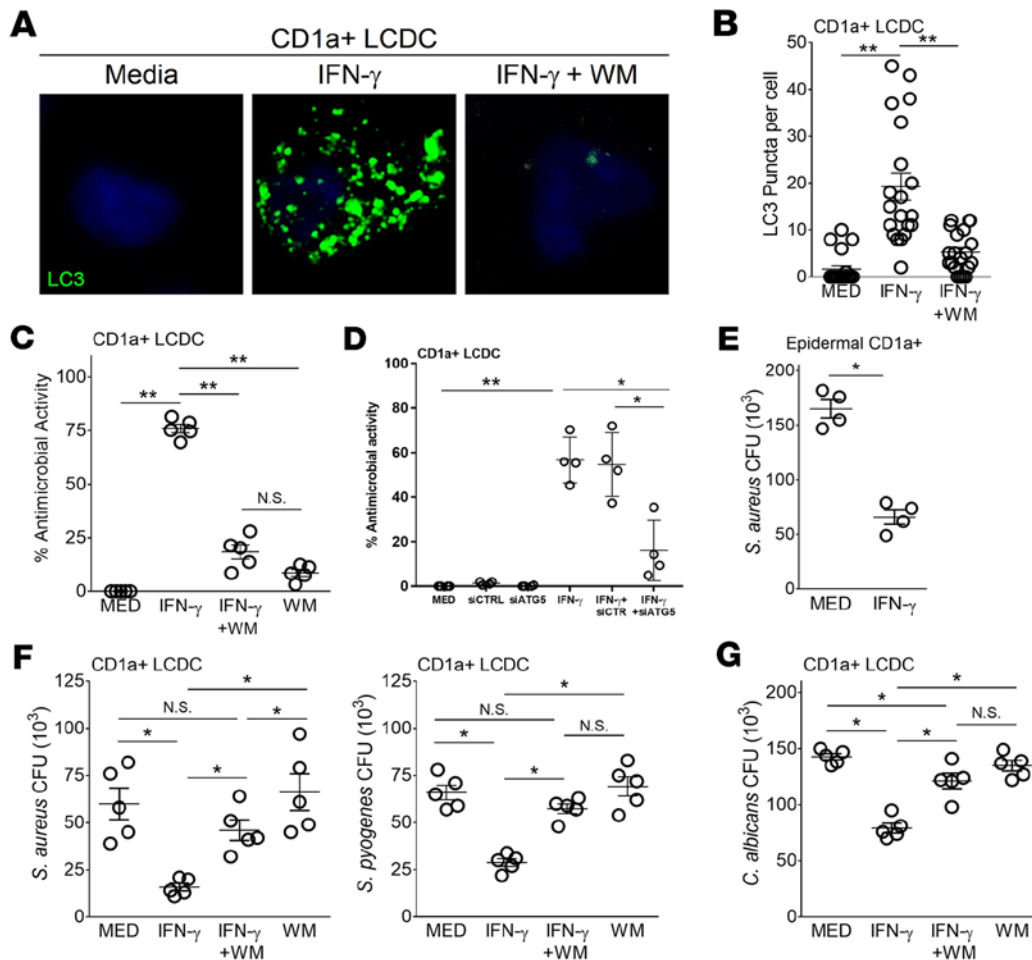 A
CD1a+ LCDC
Media
IFN-γ
IFN-γ + WM
LC3
B
CD1a+ LCDC
**
**
LC3 Puncta per cell
50
40
30
20
10
0
MED
IFN-γ
IFN-γ
+WM
C
CD1a+ LCDC
**
**
**
N.S.
% Antimicrobial Activity
100
75
50
25
0
MED
IFN-γ
IFN-γ
+WM
WM
D
CD1a+ LCDC
**
*
*
% Antimicrobial activity
100
80
60
40
20
0
MED
siCTRL
siATG5
IFN-γ
IFN-γ+
siCTR
IFN-γ
+siATG5
E
Epidermal CD1a+
*
S. aureus CFU (10³)
200
150
100
50
0
MED
IFN-γ
F
CD1a+ LCDC
*
N.S.
*
*
*
S. aureus CFU (10³)
125
100
75
50
25
0
MED
IFN-γ
IFN-γ
+WM
WM
CD1a+ LCDC
*
N.S.
*
N.S.
*
S. pyogenes CFU (10³)
125
100
75
50
25
0
MED
IFN-γ
IFN-γ
+WM
WM
G
CD1a+ LCDC
*
*
*
N.S.
*
C. albicans CFU (10³)
200
150
100
50
0
MED
IFN-γ
IFN-γ
+WM
WM